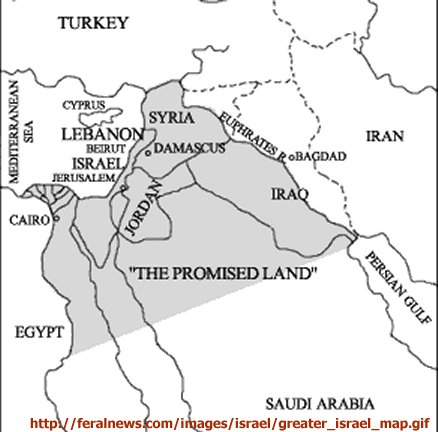 TURKEY
MEDITERRANEAN
SEA
CYPRUS
LEBANON
BEIRUT
ISRAEL
JERUSALEM
SYRIA
DAMASCUS
EUPHRATES R.
BAGDAD
IRAN
IRAQ
JORDAN
CAIRO
"THE PROMISED LAND"
PERSIAN GULF
EGYPT
SAUDI ARABIA
http://feralnews.com/images/israel/greater_israel_map.gif